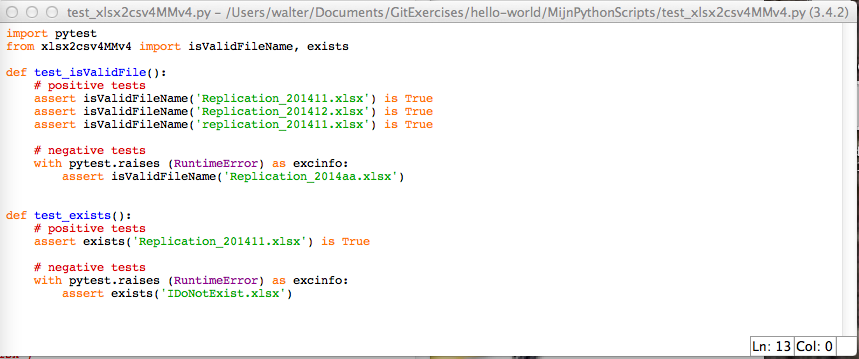 test_xlsx2csv4MMv4.py - /Users/walter/Documents/GitExercises/hello-world/MijnPythonScripts/test_xlsx2csv4MMv4.py (3.4.2)
import pytest
from xlsx2csv4MMv4 import isValidFileName, exists

def test_isValidFile():
    # positive tests
    assert isValidFileName('Replication_201411.xlsx') is True
    assert isValidFileName('Replication_201412.xlsx') is True
    assert isValidFileName('replication_201411.xlsx') is True

    # negative tests
    with pytest.raises (RuntimeError) as excinfo:
        assert isValidFileName('Replication_2014aa.xlsx')


def test_exists():
    # positive tests
    assert exists('Replication_201411.xlsx') is True

    # negative tests
    with pytest.raises (RuntimeError) as excinfo:
        assert exists('IDoNotExist.xlsx')

Ln: 13 Col: 0